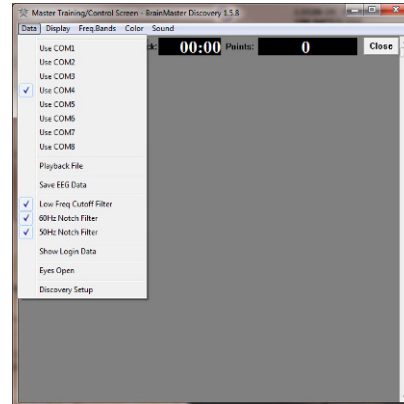 Master Training/Control Screen - BrainMaster Discovery 1.5.8
Data Display Freq.Bands Color Sound
00:00 Points: 0 Close
Use COM1
Use COM2
Use COM3
Use COM4
Use COM5
Use COM6
Use COM7
Use COM8
Playback File
Save EEG Data
Low Freq Cutoff Filter
60Hz Notch Filter
50Hz Notch Filter
Show Login Data
Eyes Open
Discovery Setup